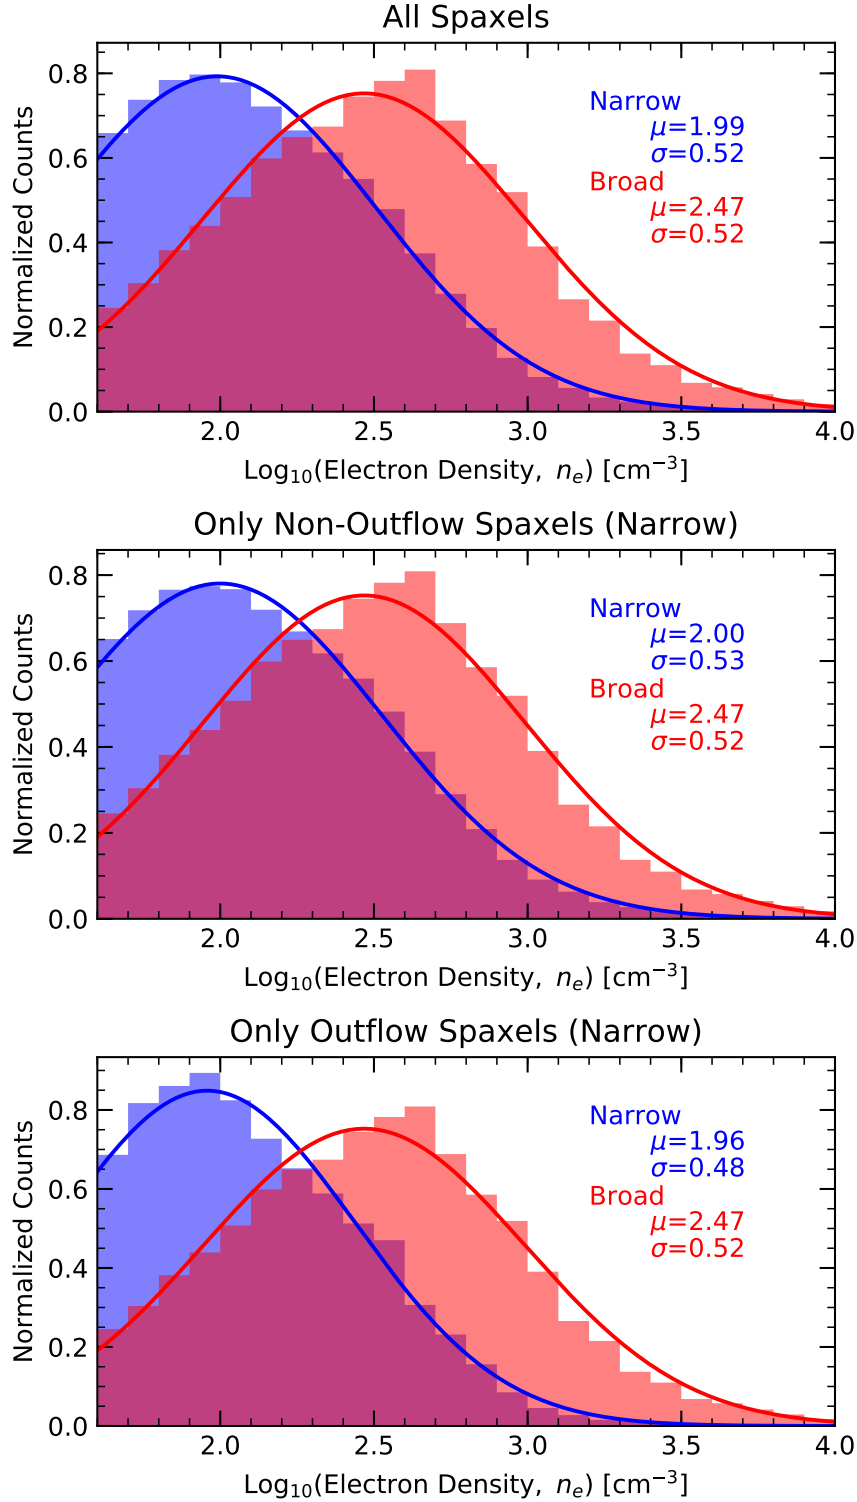 All Spaxels
Normalized Counts
0.8
0.6
0.4
0.2
0.0
Narrow
μ=1.99
σ=0.52
Broad
μ=2.47
σ=0.52
2.0 2.5 3.0 3.5 4.0
Log₁₀(Electron Density, nₑ) [cm⁻³]
Only Non-Outflow Spaxels (Narrow)
Normalized Counts
0.8
0.6
0.4
0.2
0.0
Narrow
μ=2.00
σ=0.53
Broad
μ=2.47
σ=0.52
2.0 2.5 3.0 3.5 4.0
Log₁₀(Electron Density, nₑ) [cm⁻³]
Only Outflow Spaxels (Narrow)
Normalized Counts
0.8
0.6
0.4
0.2
0.0
Narrow
μ=1.96
σ=0.48
Broad
μ=2.47
σ=0.52
2.0 2.5 3.0 3.5 4.0
Log₁₀(Electron Density, nₑ) [cm⁻³]